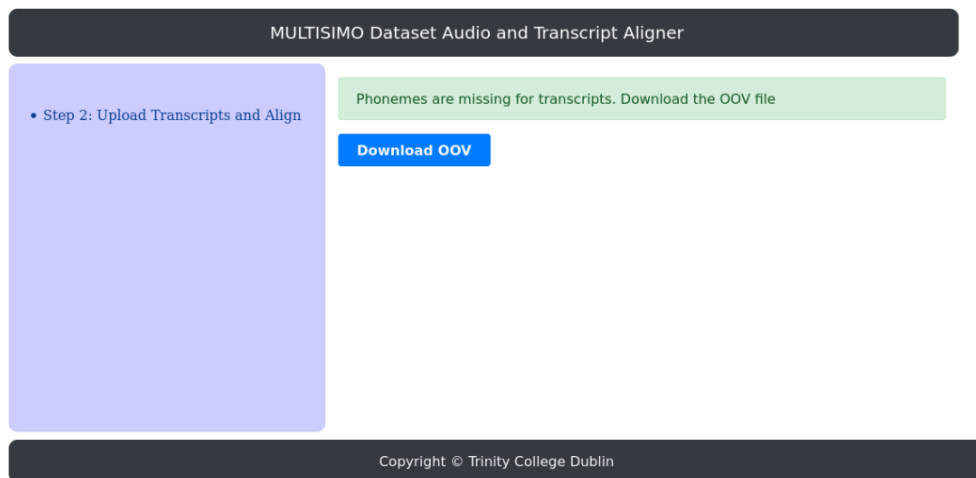 MULTISIMO Dataset Audio and Transcript Aligner
• Step 2: Upload Transcripts and Align
Phonemes are missing for transcripts. Download the OOV file
Download OOV
Copyright © Trinity College Dublin